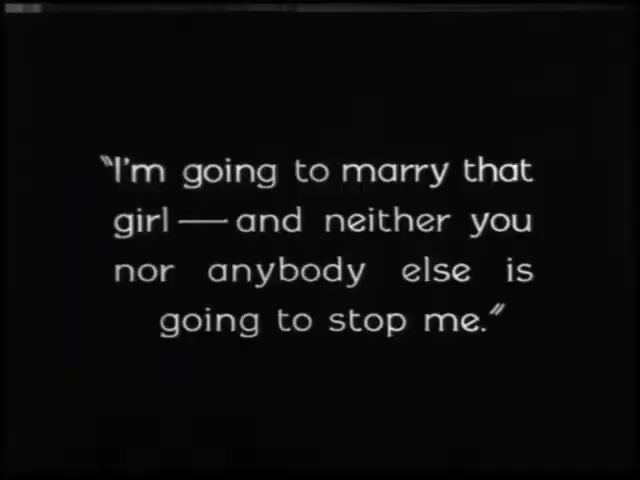 "I'm going to marry that
girl — and neither you
nor anybody else is
going to stop me."